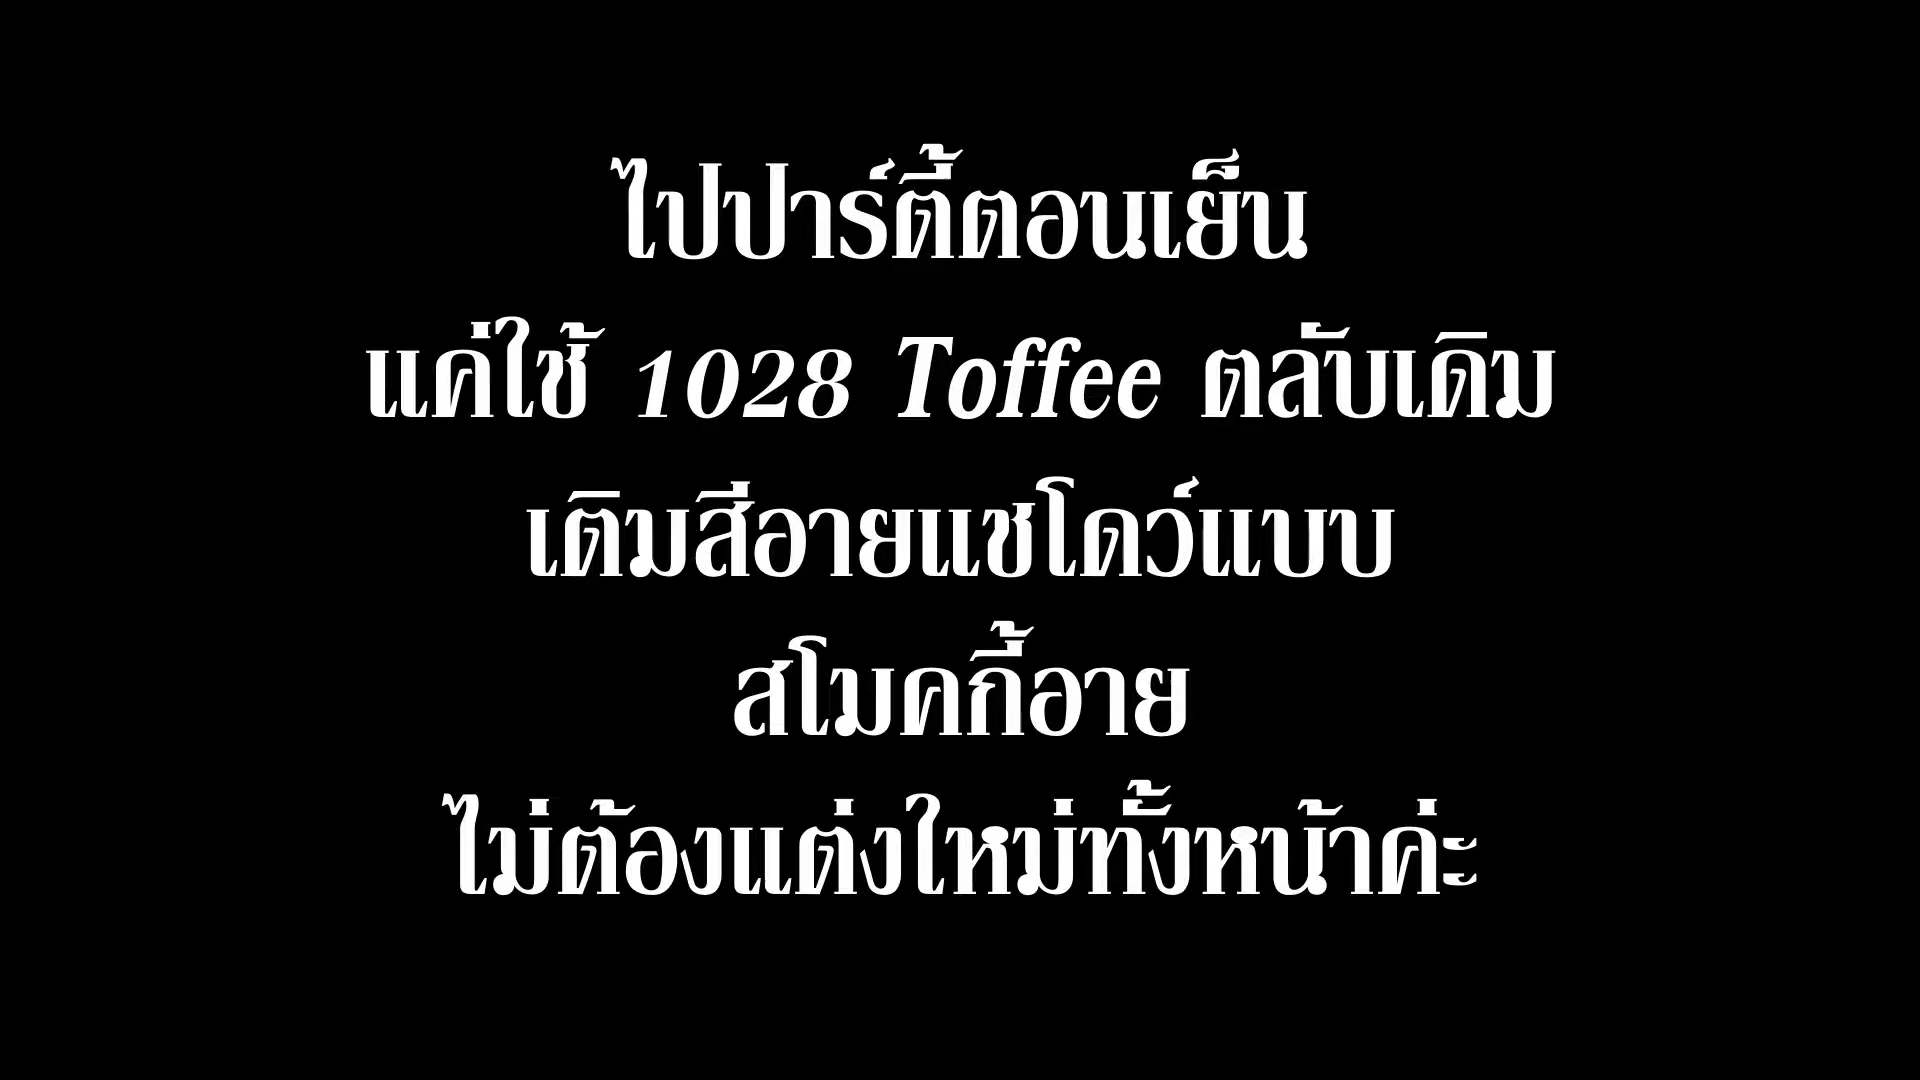 ไปปาร์ตี้ตอนเย็น
แค่ใช้ 1028 Toffee ตลับเดิม
เติมสีอายแชโดว์แบบ
สโมคกี้อาย
ไม่ต้องแต่งใหม่ทั้งหน้าค่ะ